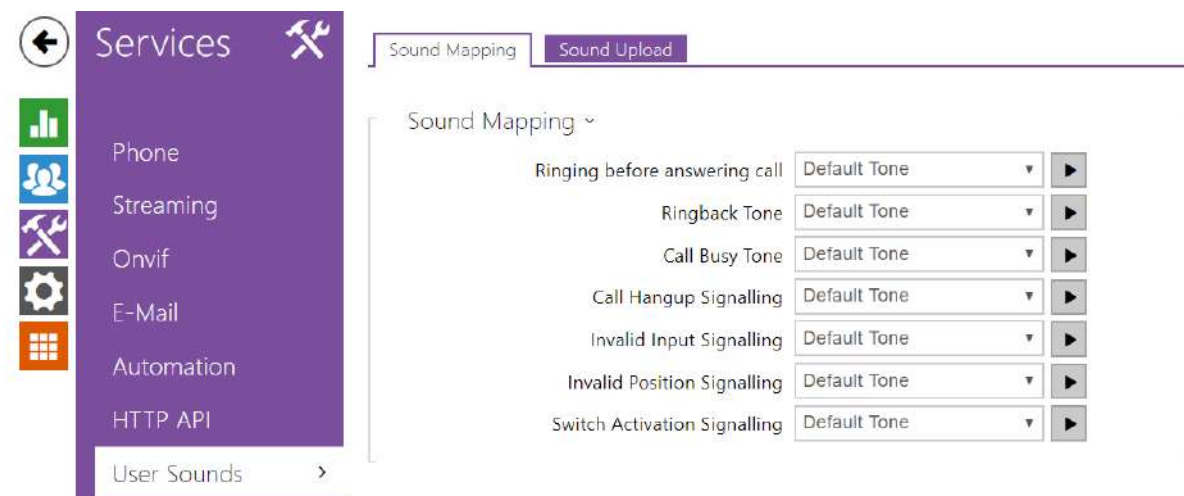 Services
Phone
Streaming
Onvif
E-Mail
Automation
HTTP API
User Sounds
Sound Mapping
Sound Upload
Sound Mapping
Ringing before answering call Default Tone
Ringback Tone Default Tone
Call Busy Tone Default Tone
Call Hangup Signalling Default Tone
Invalid Input Signalling Default Tone
Invalid Position Signalling Default Tone
Switch Activation Signalling Default Tone